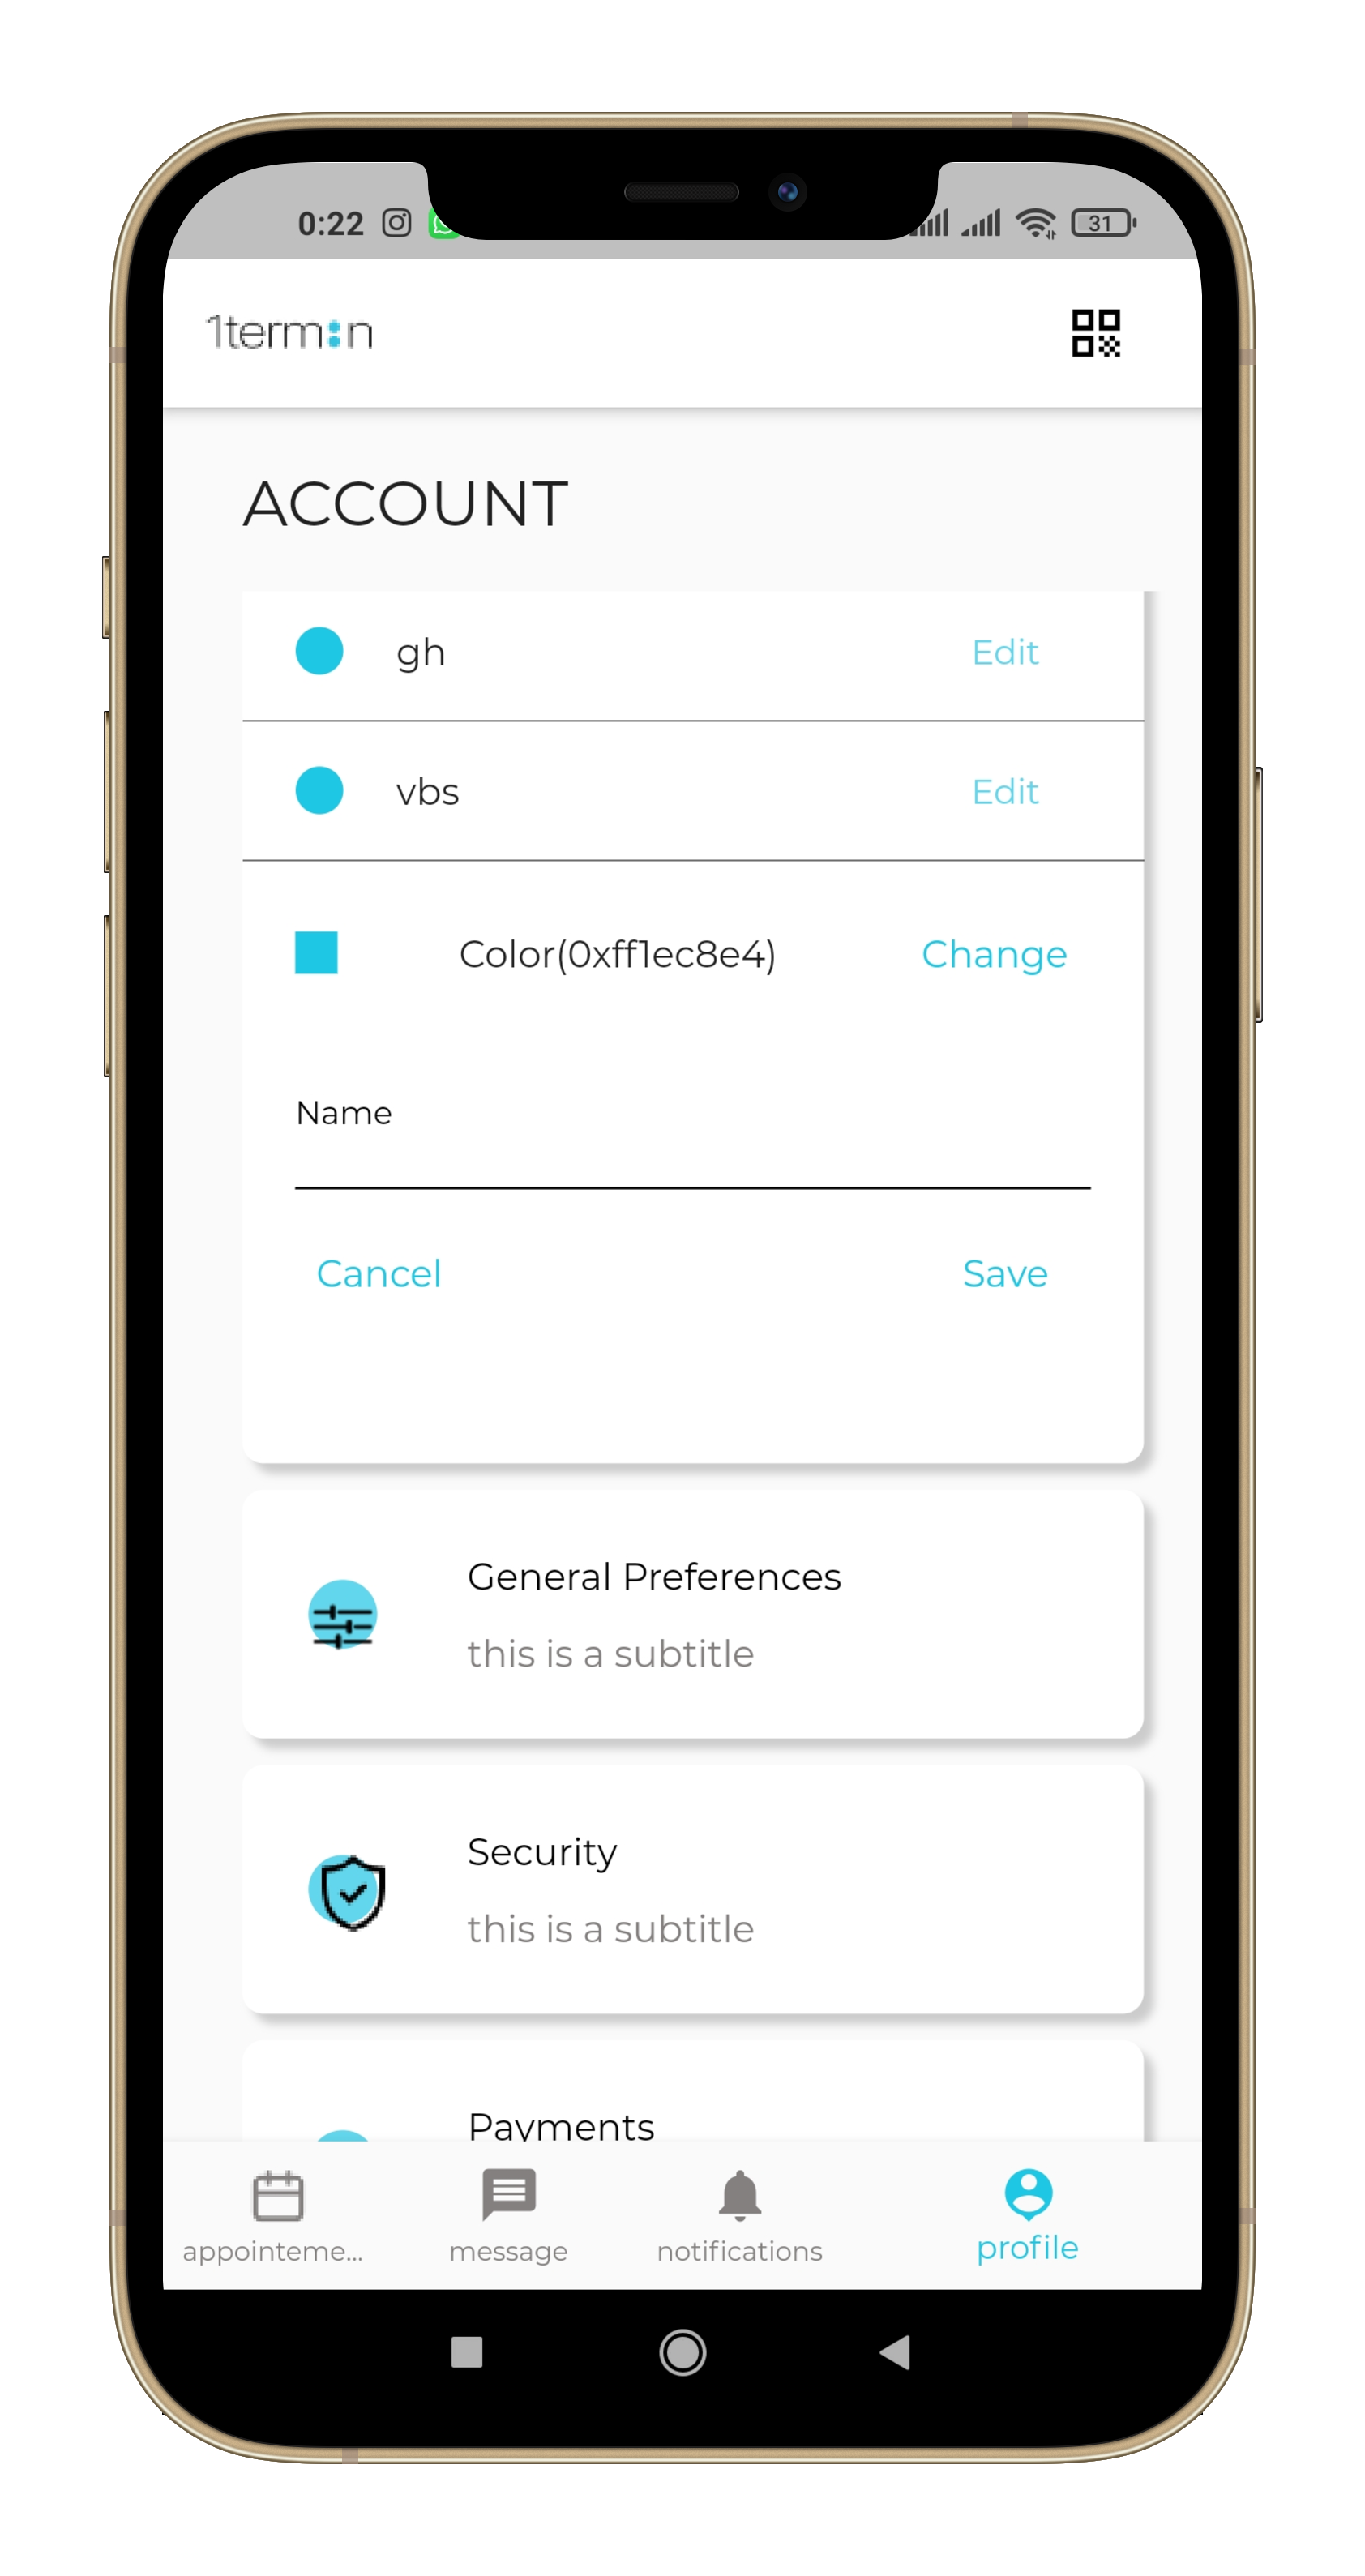 0:22
31
1term:n
ACCOUNT
gh Edit
vbs Edit
Color(0xff1ec8e4) Change
Name
Cancel Save
General Preferences
this is a subtitle
Security
this is a subtitle
Payments
appointeme... message notifications profile